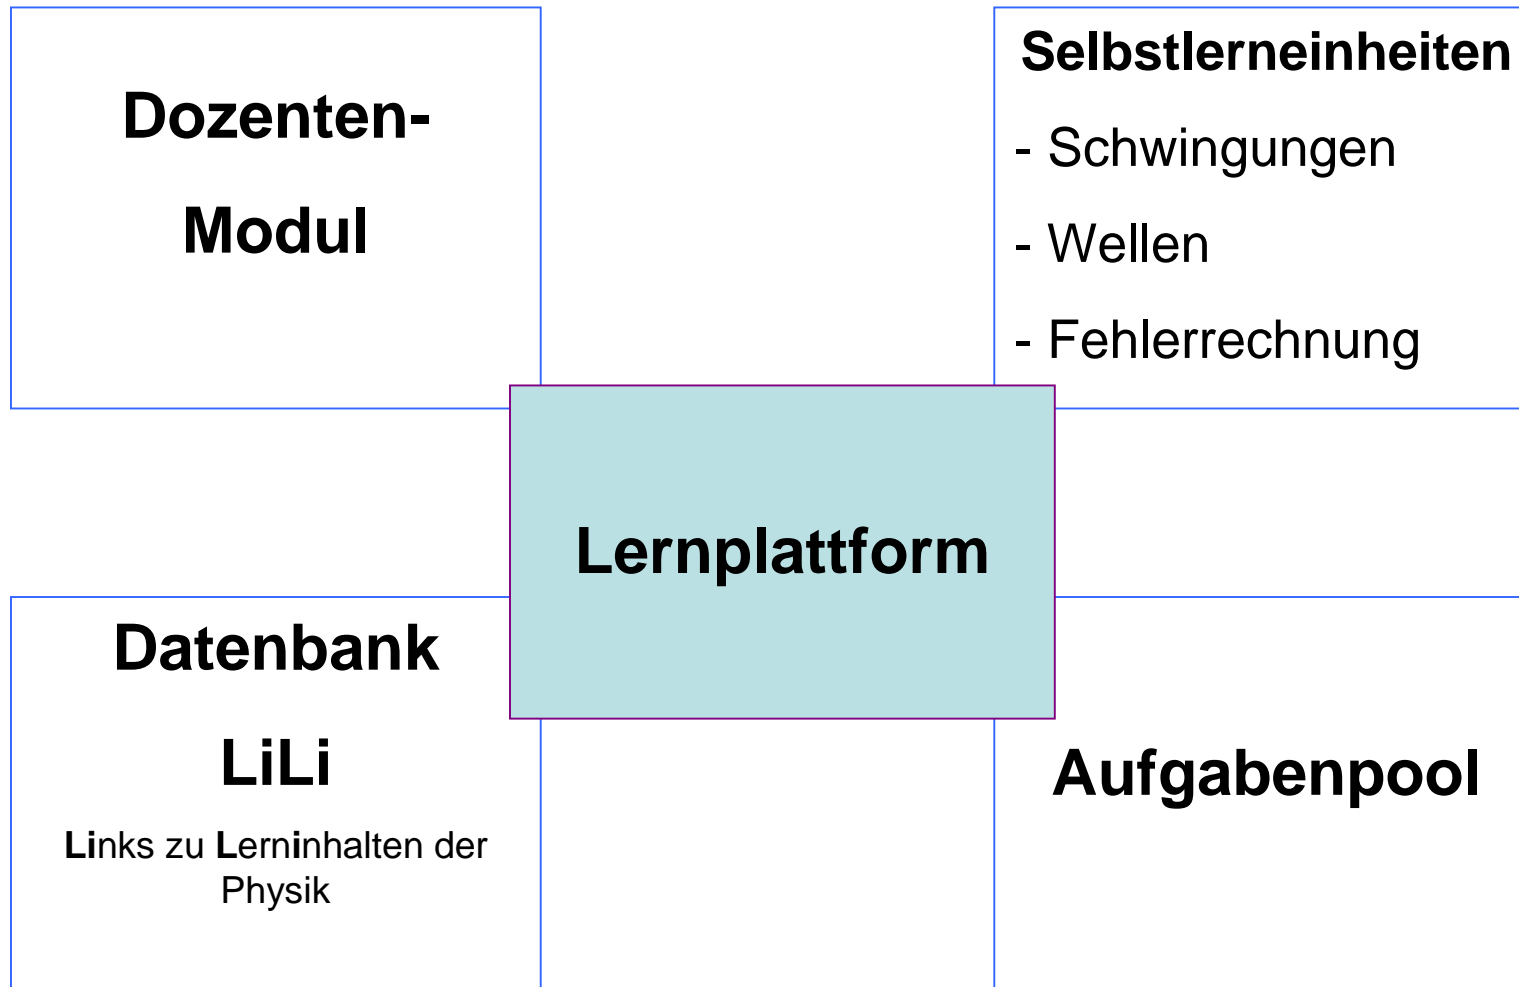 Dozenten-
Modul
Selbstlerneinheiten
- Schwingungen
- Wellen
- Fehlerrechnung
Lernplattform
Datenbank
LiLi
Links zu Lerninhalten der
Physik
Aufgabenpool